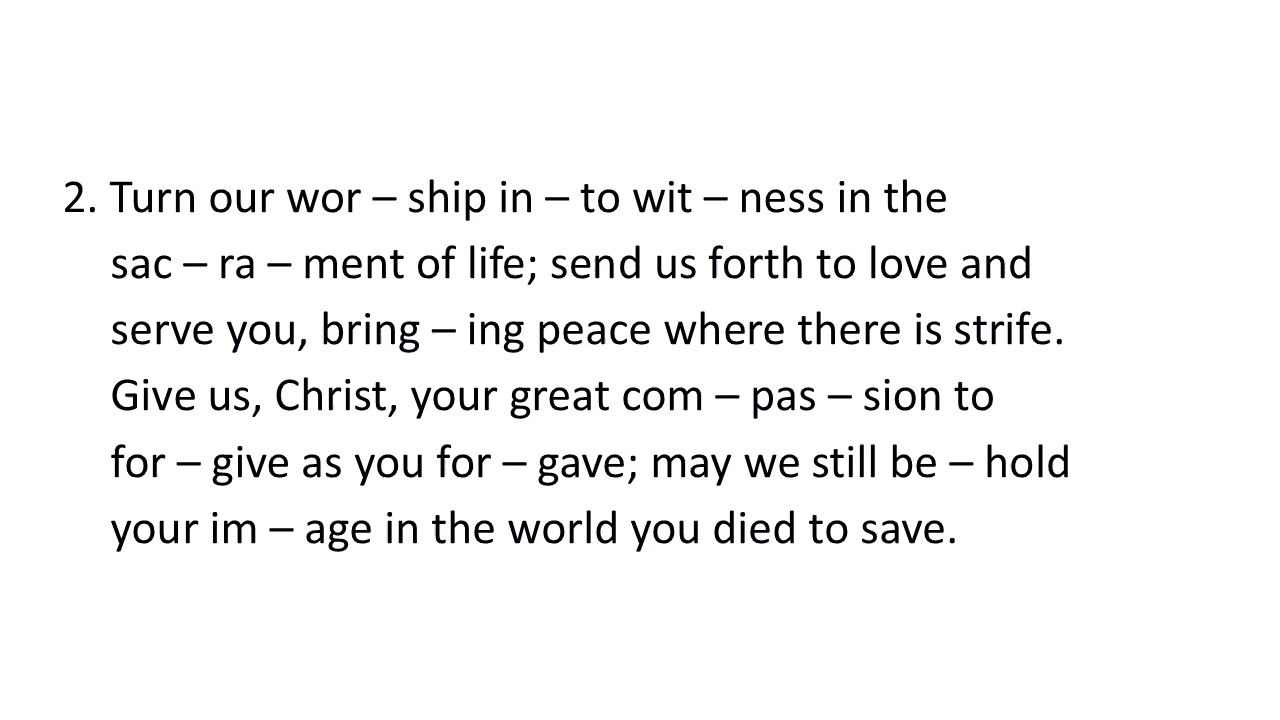 2. Turn our wor – ship in – to wit – ness in the
sac – ra – ment of life; send us forth to love and
serve you, bring – ing peace where there is strife.
Give us, Christ, your great com – pas – sion to
for – give as you for – gave; may we still be – hold
your im – age in the world you died to save.